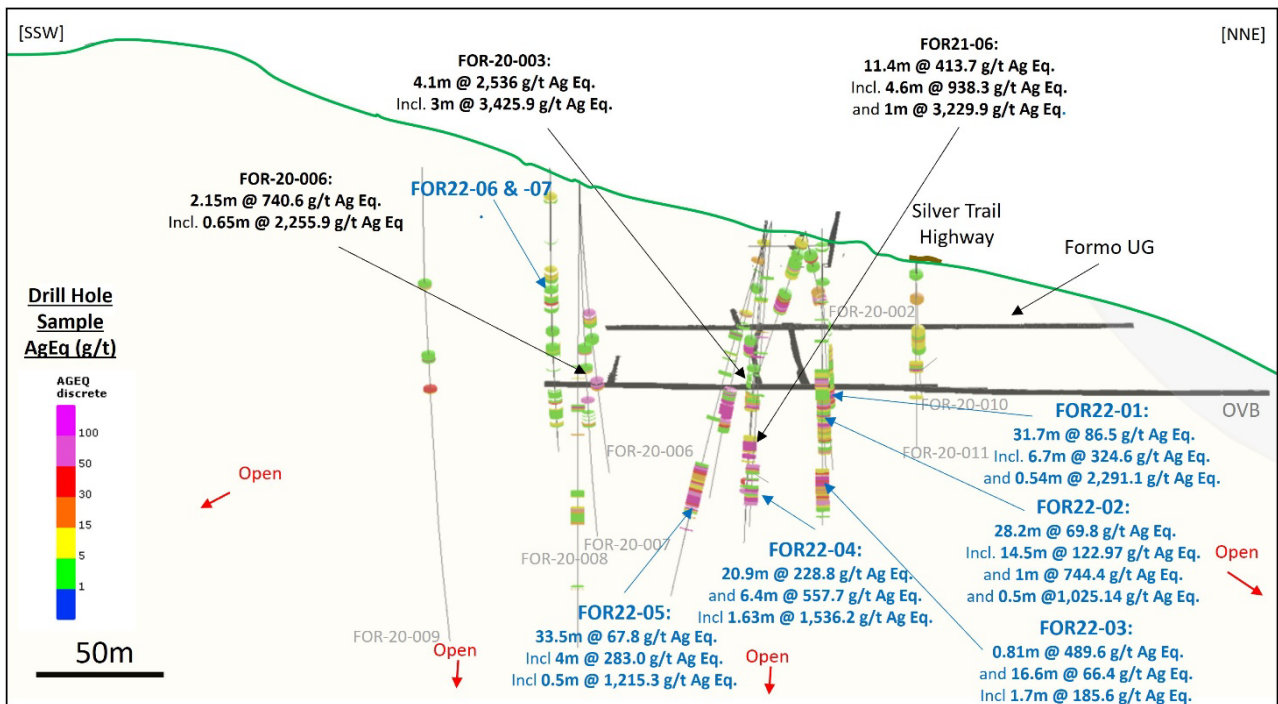 [SSW]
[NNE]
FOR-20-003:
4.1m @ 2,536 g/t Ag Eq.
Incl. 3m @ 3,425.9 g/t Ag Eq.
FOR21-06:
11.4m @ 413.7 g/t Ag Eq.
Incl. 4.6m @ 938.3 g/t Ag Eq.
and 1m @ 3,229.9 g/t Ag Eq.
FOR-20-006:
2.15m @ 740.6 g/t Ag Eq.
Incl. 0.65m @ 2,255.9 g/t Ag Eq
FOR22-06 & -07
Silver Trail
Highway
Formo UG
Drill Hole
Sample
AgEq (g/t)
AGEQ
discrete
100
50
30
15
5
1
50m
FOR-20-002
FOR-20-010
FOR-20-011
FOR-20-006
FOR-20-007
FOR-20-008
FOR-20-009
OVB
Open
Open
Open
Open
FOR22-01:
31.7m @ 86.5 g/t Ag Eq.
Incl. 6.7m @ 324.6 g/t Ag Eq.
and 0.54m @ 2,291.1 g/t Ag Eq.
FOR22-02:
28.2m @ 69.8 g/t Ag Eq.
Incl. 14.5m @ 122.97 g/t Ag Eq.
and 1m @ 744.4 g/t Ag Eq.
and 0.5m @1,025.14 g/t Ag Eq.
FOR22-03:
0.81m @ 489.6 g/t Ag Eq.
and 16.6m @ 66.4 g/t Ag Eq.
Incl 1.7m @ 185.6 g/t Ag Eq.
FOR22-04:
20.9m @ 228.8 g/t Ag Eq.
and 6.4m @ 557.7 g/t Ag Eq.
Incl 1.63m @ 1,536.2 g/t Ag Eq.
FOR22-05:
33.5m @ 67.8 g/t Ag Eq.
Incl 4m @ 283.0 g/t Ag Eq.
Incl 0.5m @ 1,215.3 g/t Ag Eq.